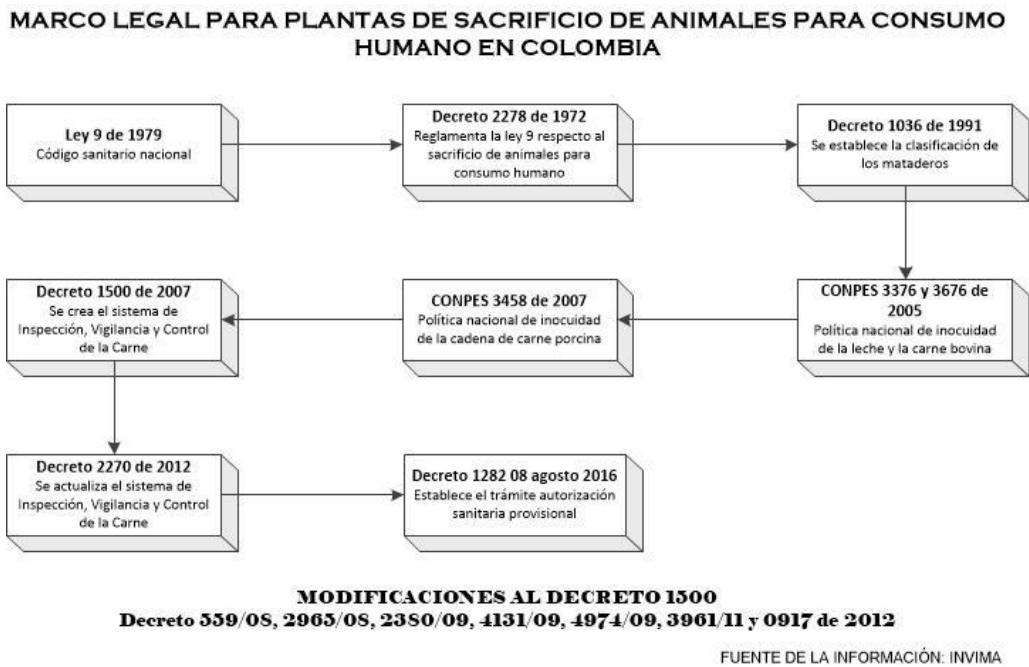 MARCO LEGAL PARA PLANTAS DE SACRIFICIO DE ANIMALES PARA CONSUMO
HUMANO EN COLOMBIA
Ley 9 de 1979
Código sanitario nacional
Decreto 2278 de 1972
Reglamenta la ley 9 respecto al
sacrificio de animales para
consumo humano
Decreto 1036 de 1991
Se establece la clasificación de
los mataderos
Decreto 1500 de 2007
Se crea el sistema de
Inspección, Vigilancia y Control
de la Carne
CONPES 3458 de 2007
Política nacional de inocuidad
de la cadena de carne porcina
CONPES 3376 y 3676 de
2005
Política nacional de inocuidad
de la leche y la carne bovina
Decreto 2270 de 2012
Se actualiza el sistema de
Inspección, Vigilancia y Control
de la Carne
Decreto 1282 08 agosto 2016
Establece el trámite autorización
sanitaria provisional
MODIFICACIONES AL DECRETO 1500
Decreto 559/08, 2965/08, 2380/09, 4131/09, 4974/09, 3961/11 y 0917 de 2012
FUENTE DE LA INFORMACIÓN: INVIMA